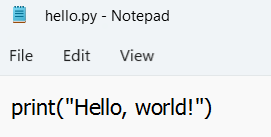 hello.py - Notepad
File Edit View
print("Hello, world!")